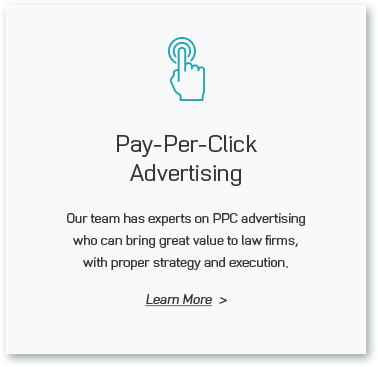 Pay-Per-Click
Advertising
Our team has experts on PPC advertising
who can bring great value to law firms,
with proper strategy and execution.
Learn More >